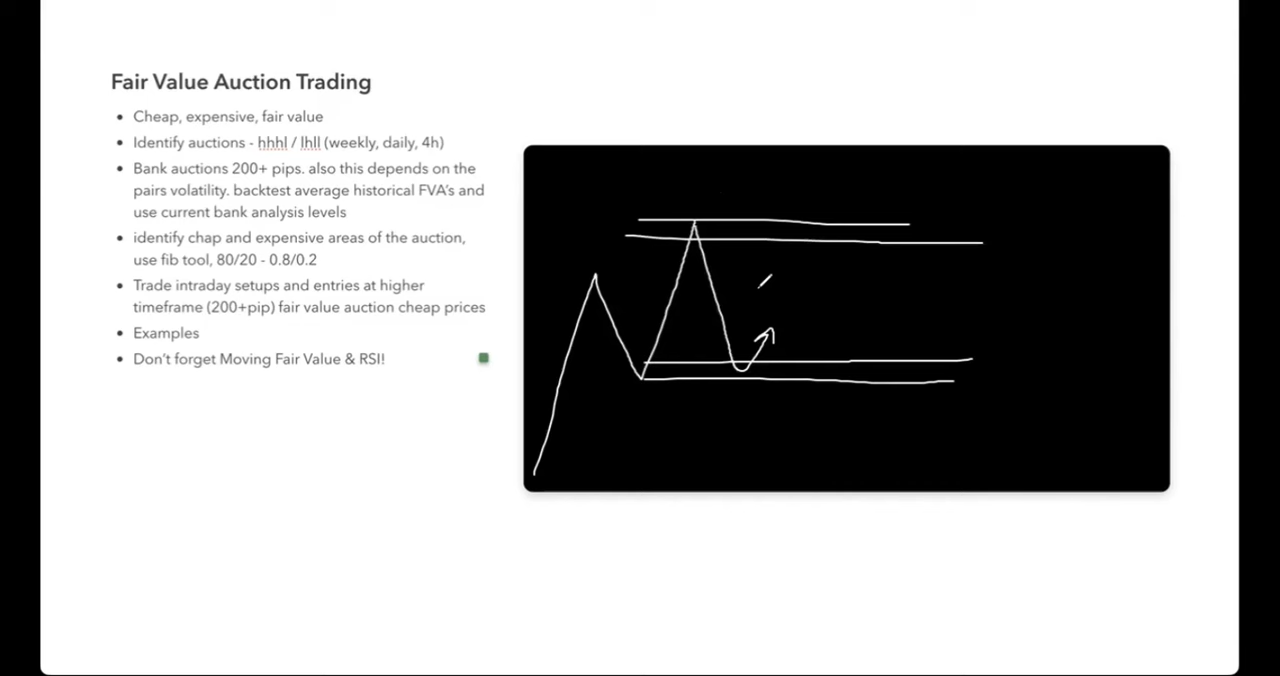 Fair Value Auction Trading
• Cheap, expensive, fair value
• Identify auctions - hhhl / lhll (weekly, daily, 4h)
• Bank auctions 200+ pips. also this depends on the
pairs volatility. backtest average historical FVA's and
use current bank analysis levels
• identify chap and expensive areas of the auction,
use fib tool, 80/20 - 0.8/0.2
• Trade intraday setups and entries at higher
timeframe (200+pip) fair value auction cheap prices
• Examples
• Don't forget Moving Fair Value & RSI!